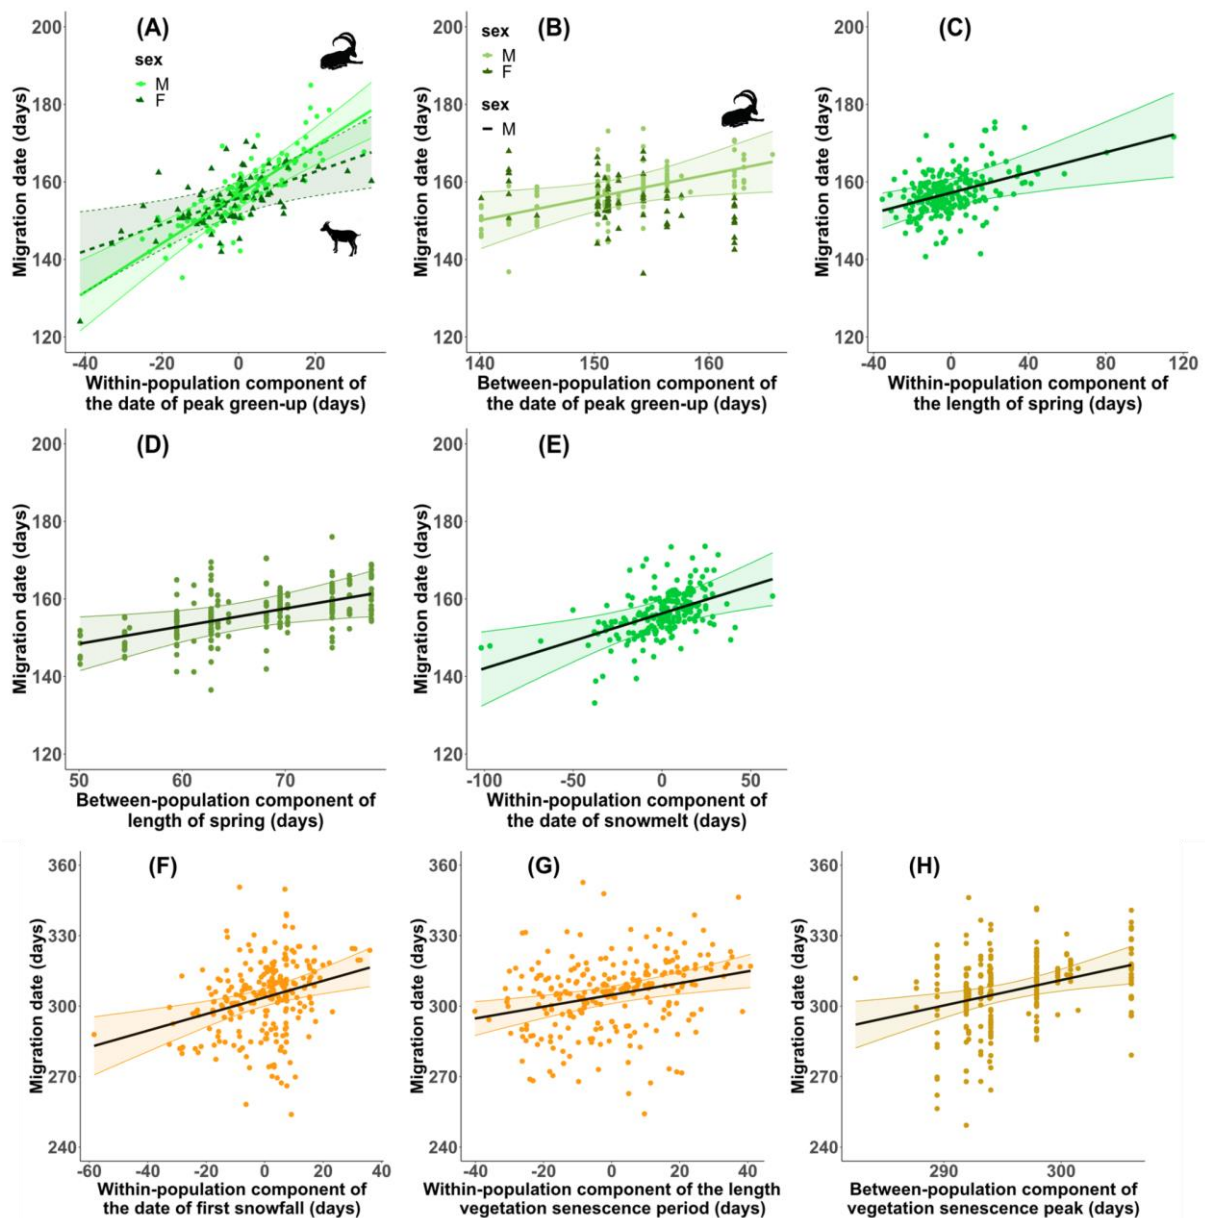 (A)
sex
M
F
Migration date (days)
200
180
160
140
120
-40 -20 0 20
Within-population component of
the date of peak green-up (days)
(B)
sex
M
F
sex
M
Migration date (days)
200
180
160
140
120
140 150 160
Between-population component of
the date of peak green-up (days)
(C)
Migration date (days)
200
180
160
140
120
-40 0 40 80 120
Within-population component of
the length of spring (days)
(D)
Migration date (days)
200
180
160
140
120
50 60 70
Between-population component of
length of spring (days)
(E)
Migration date (days)
200
180
160
140
120
-100 -50 0 50
Within-population component of
the date of snowmelt (days)
(F)
Migration date (days)
360
330
300
270
240
-60 -40 -20 0 20 40
Within-population component of
the date of first snowfall (days)
(G)
Migration date (days)
360
330
300
270
240
-40 -20 0 20 40
Within-population component of the length
vegetation senescence period (days)
(H)
Migration date (days)
360
330
300
270
240
290 300
Between-population component of
vegetation senescence peak (days)